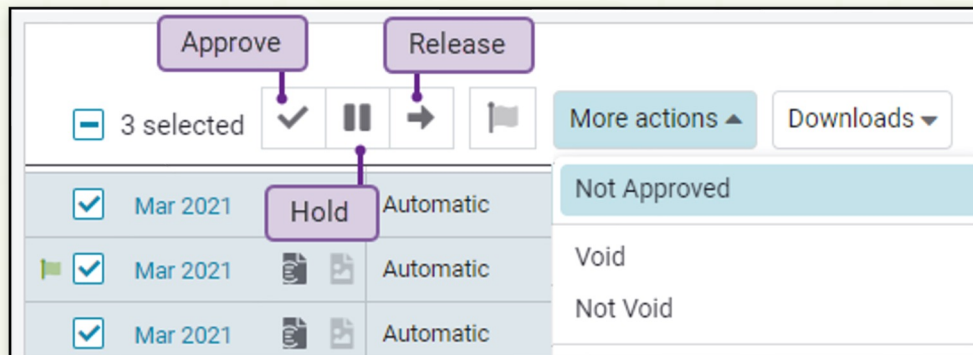 Approve
Release
3 selected
More actions
Downloads
Not Approved
Mar 2021
Hold
Automatic
Void
Mar 2021
Automatic
Not Void
Mar 2021
Automatic